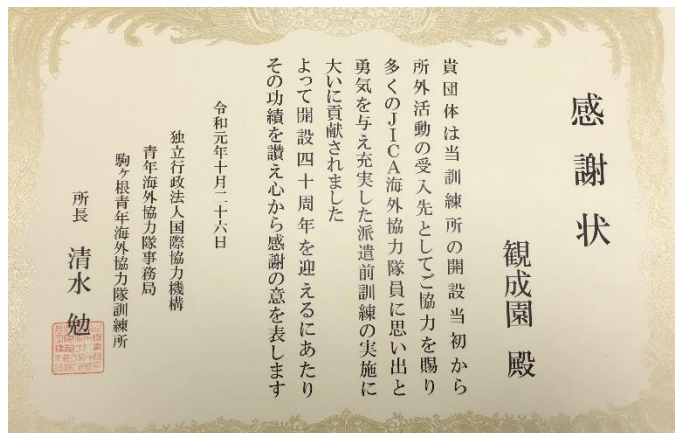 感謝状
観成園 殿
貴団体は当訓練所の開設当初から
所外活動の受入先としてご協力を賜り
多くのJICA海外協力隊員に思い出と
勇気を与え充実した派遣前訓練の実施に
大いに貢献されました
よって開設四十周年を迎えるにあたり
その功績を讃え心から感謝の意を表します
令和元年十月二十六日
独立行政法人国際協力機構
青年海外協力隊事務局
駒ヶ根青年海外協力隊訓練所
所長 清水 勉